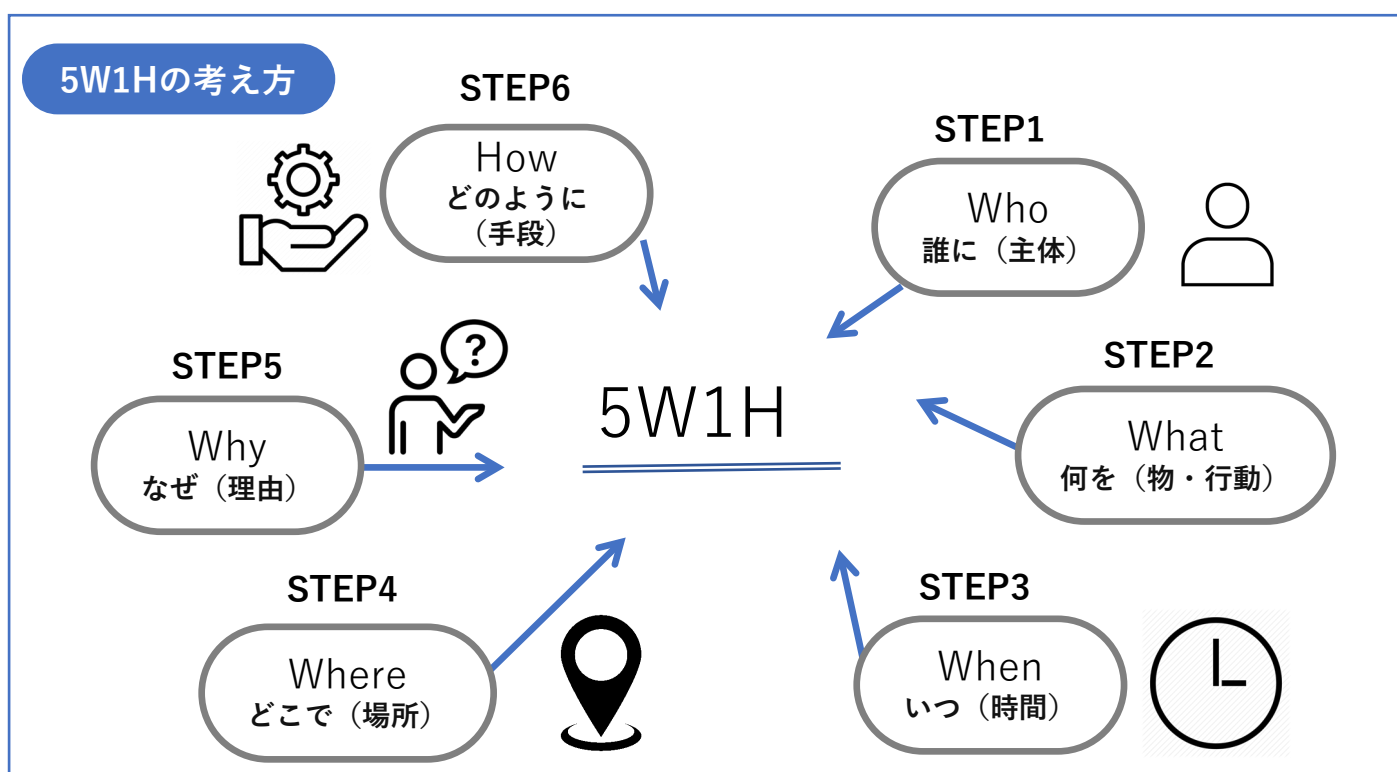 5W1Hの考え方
STEP1
Who
誰に（主体）
STEP2
What
何を（物・行動）
STEP3
When
いつ（時間）
STEP4
Where
どこで（場所）
STEP5
Why
なぜ（理由）
?
STEP6
How
どのように
（手段）
5W1H